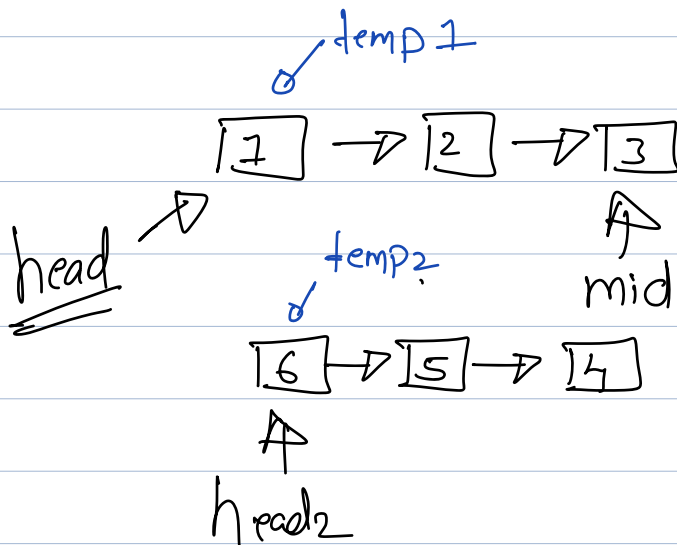 temp1
1 → 2 → 3
head
mid
temp2
6 → 5 → 4
head2